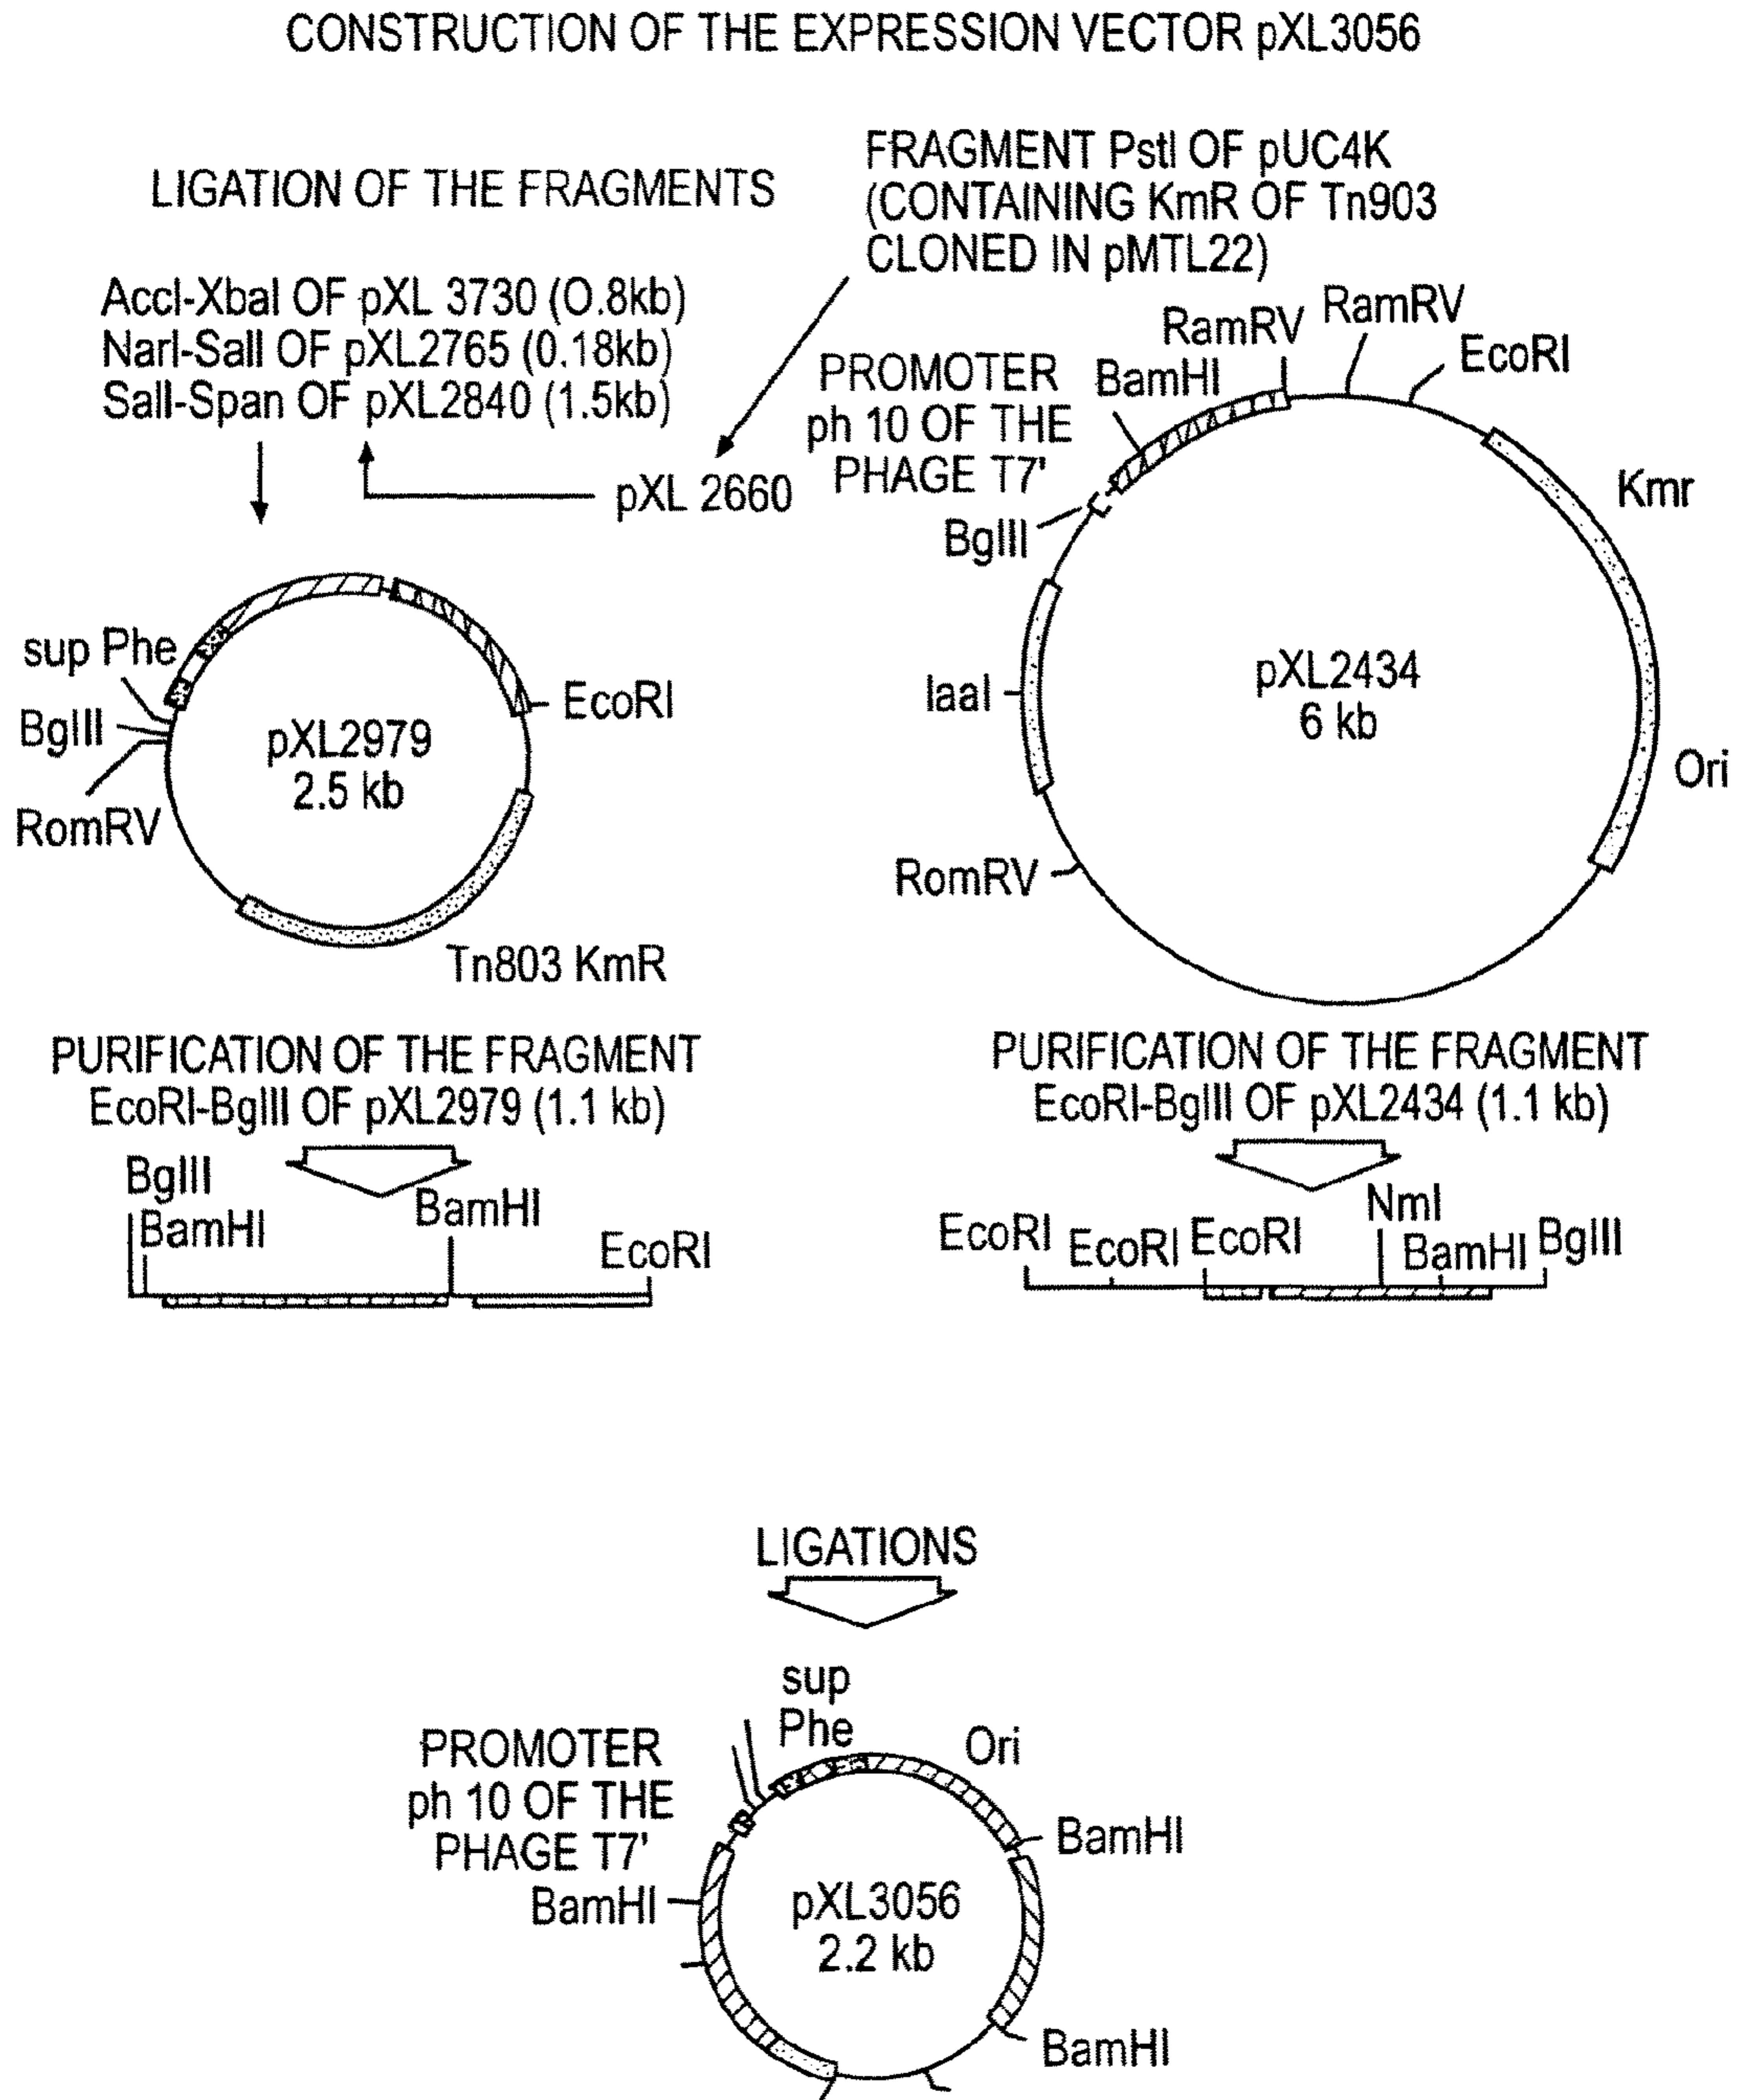 CONSTRUCTION OF THE EXPRESSION VECTOR pXL3056
LIGATION OF THE FRAGMENTS
FRAGMENT PstI OF pUC4K
(CONTAINING KmR OF Tn903
CLONED IN pMTL22)
AccI-XbaI OF pXL 3730 (0.8kb)
NarI-SalI OF pXL2765 (0.18kb)
SalI-Span OF pXL2840 (1.5kb)
pXL 2660
PROMOTER
ph 10 OF THE
PHAGE T7'
BamHI
RamRV
RamRV
EcoRI
Kmr
BglII
laaI
pXL2434
6 kb
Ori
RomRV
sup Phe
BglII
RomRV
pXL2979
2.5 kb
EcoRI
Tn803 KmR
PURIFICATION OF THE FRAGMENT
EcoRI-BglII OF pXL2979 (1.1 kb)
BglII
BamHI
BamHI
EcoRI
PURIFICATION OF THE FRAGMENT
EcoRI-BglII OF pXL2434 (1.1 kb)
EcoRI
EcoRI
EcoRI
NmI
BamHI
BglII
LIGATIONS
sup
Phe
Ori
PROMOTER
ph 10 OF THE
PHAGE T7'
BamHI
BamHI
pXL3056
2.2 kb
BamHI